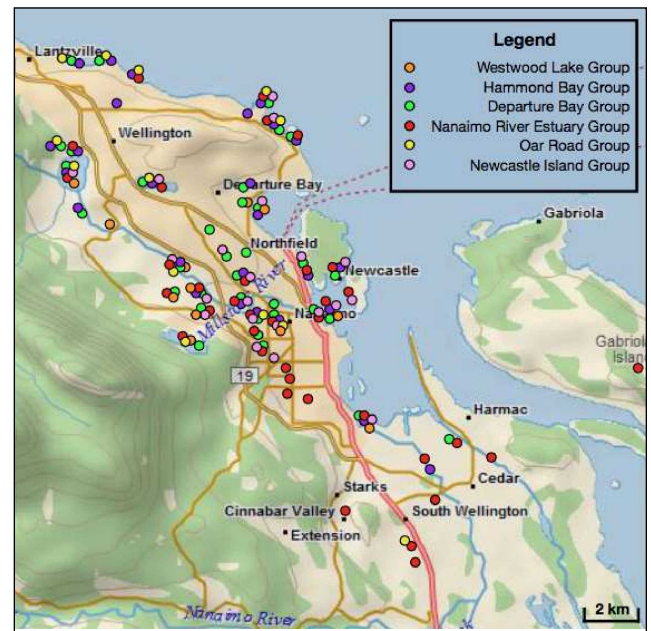 Lantzville
Wellington
Departure Bay
Northfield
Newcastle
Gabriola
Nanaimo
River
19
Gabriola
Island
Harmac
Cedar
Starks
Cinnabar Valley
South Wellington
Extension
Nanaimo River
2 km
Legend
Westwood Lake Group
Hammond Bay Group
Departure Bay Group
Nanaimo River Estuary Group
Oar Road Group
Newcastle Island Group